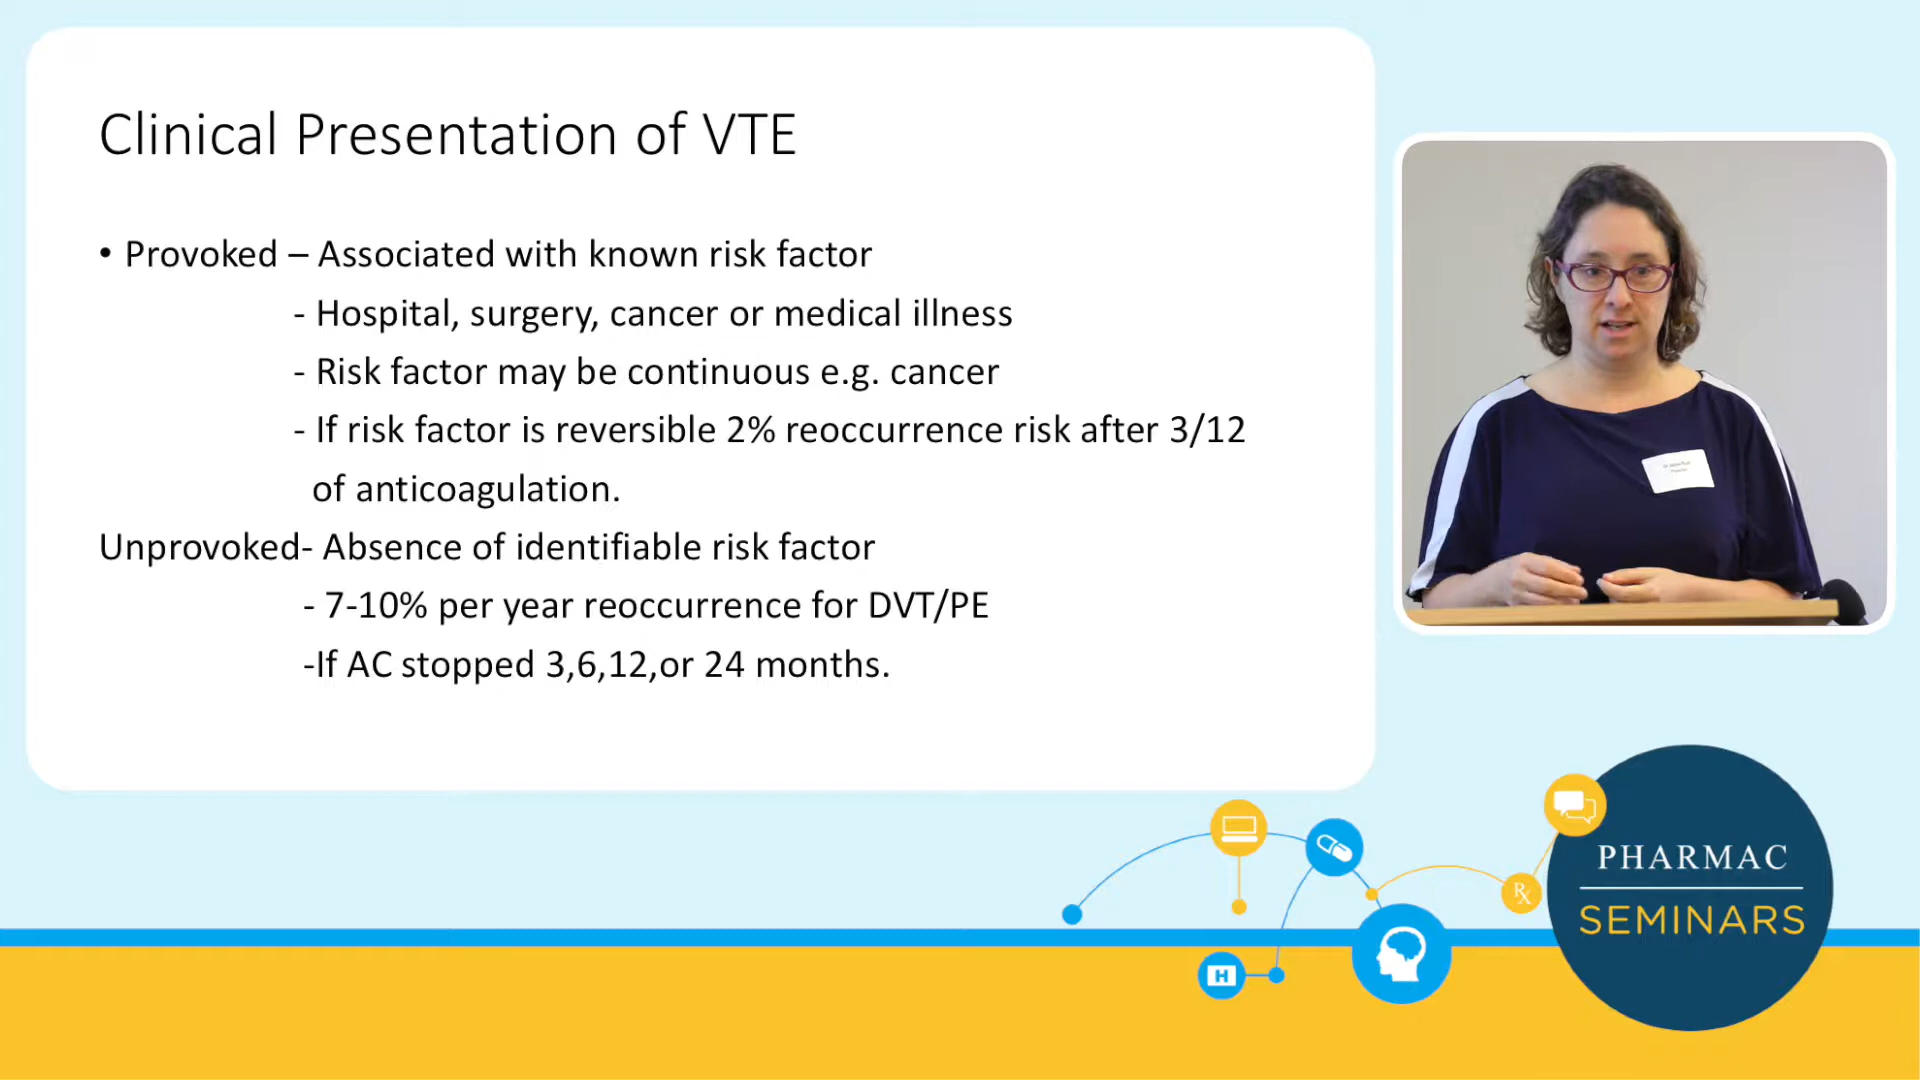 Clinical Presentation of VTE
• Provoked – Associated with known risk factor
- Hospital, surgery, cancer or medical illness
- Risk factor may be continuous e.g. cancer
- If risk factor is reversible 2% reoccurrence risk after 3/12
of anticoagulation.
Unprovoked- Absence of identifiable risk factor
- 7-10% per year reoccurrence for DVT/PE
-If AC stopped 3,6,12,or 24 months.
PHARMAC
SEMINARS
Rx
H